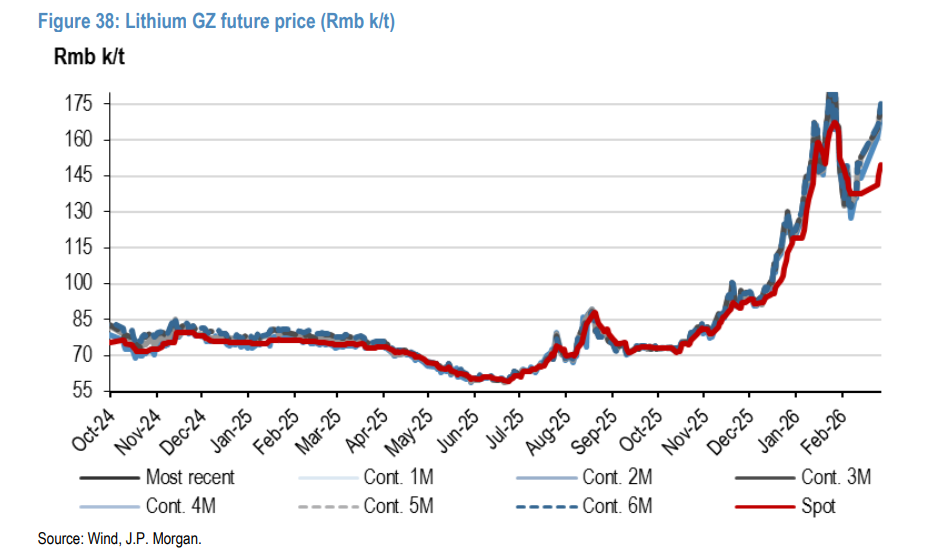 Figure 38: Lithium GZ future price (Rmb k/t)
Rmb k/t
175
160
145
130
115
100
85
70
55
Oct-24 Nov-24 Dec-24 Jan-25 Feb-25 Mar-25 Apr-25 May-25 Jun-25 Jul-25 Aug-25 Sep-25 Oct-25 Nov-25 Dec-25 Jan-26 Feb-26
Most recent Cont. 1M Cont. 2M Cont. 3M
Cont. 4M Cont. 5M Cont. 6M Spot
Source: Wind, J.P. Morgan.